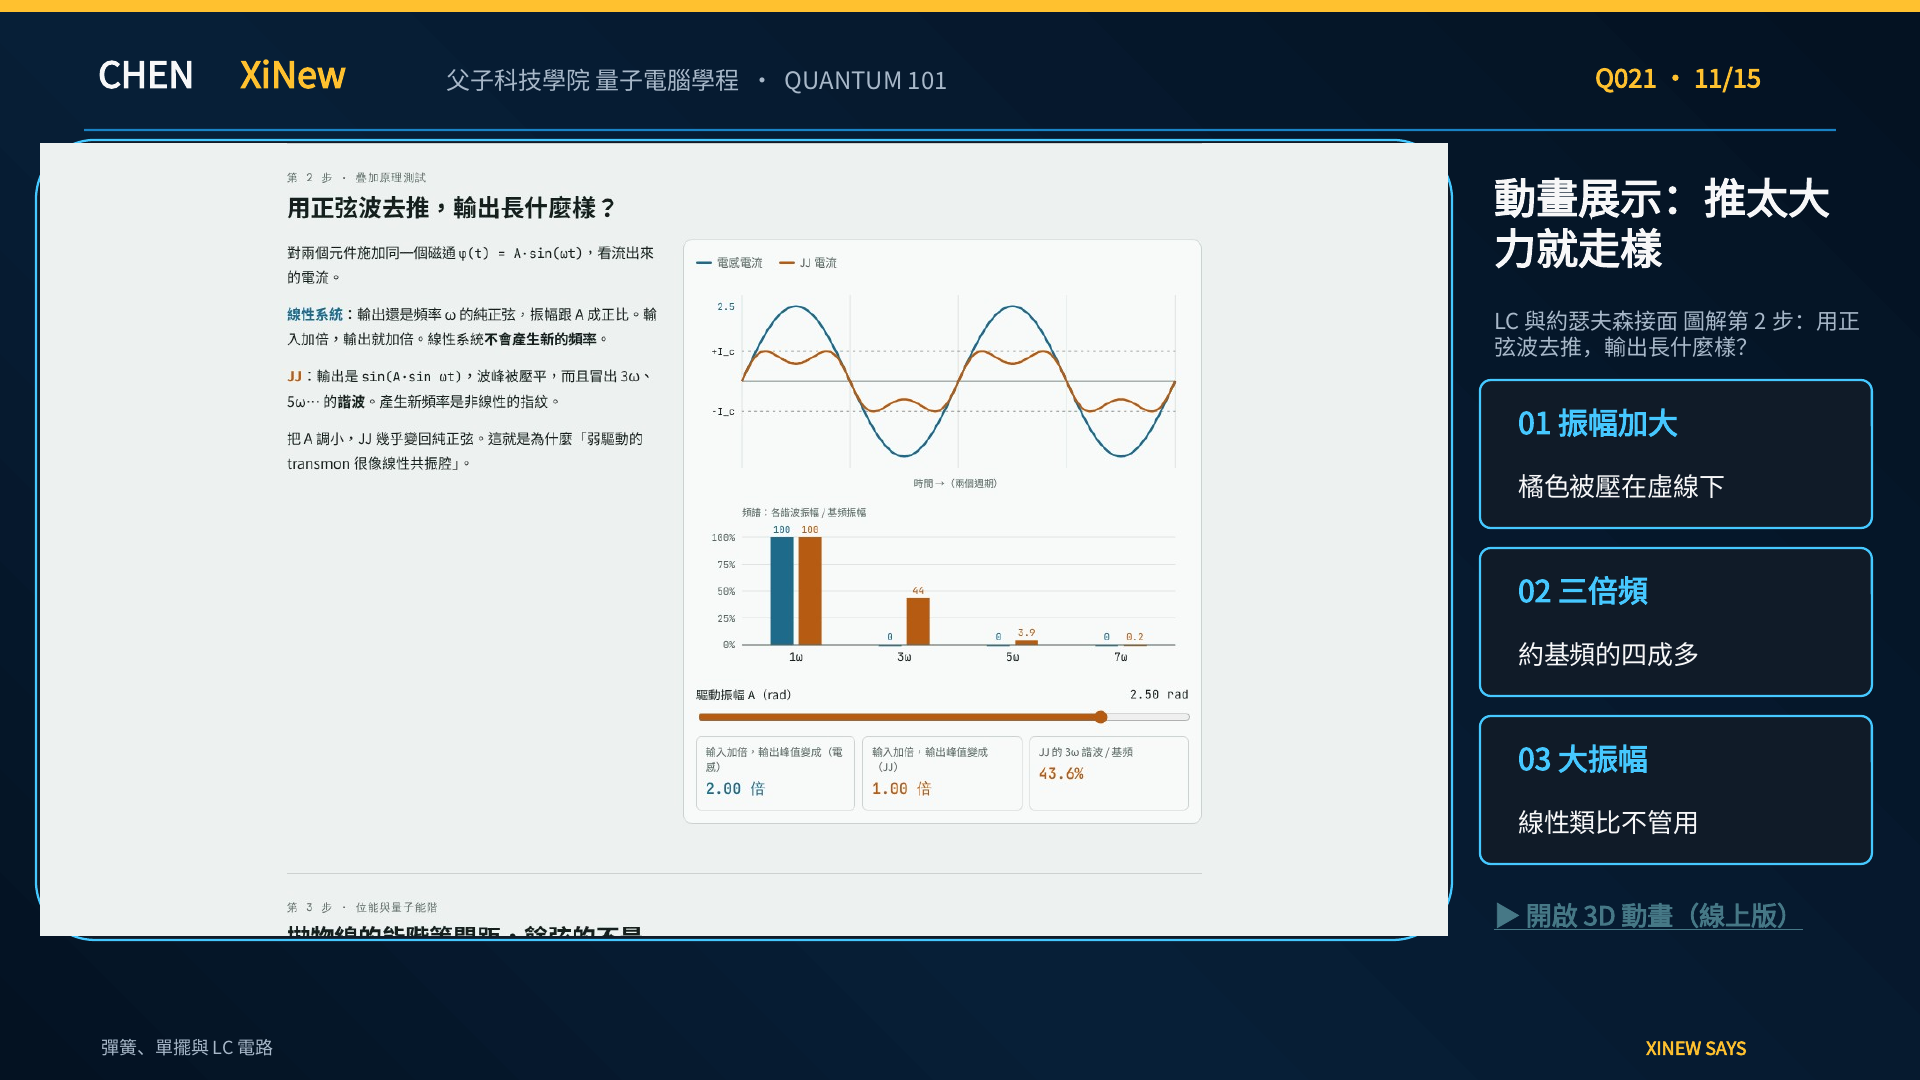 CHEN XiNew 父子科技學院 量子電腦學程 · QUANTUM 101
Q021 · 11/15
第 2 步 · 疊加原理測試
用正弦波去推，輸出長什麼樣？
對兩個元件施加同一個磁通 φ(t) = A·sin(ωt)，看流出來
的電流。
線性系統：輸出還是頻率 ω 的純正弦，振幅跟 A 成正比。輸
入加倍，輸出就加倍。線性系統不會產生新的頻率。
JJ：輸出是 sin(A·sin ωt)，波峰被壓平，而且冒出 3ω、
5ω… 的諧波。產生新頻率是非線性的指紋。
把 A 調小，JJ 幾乎變回純正弦。這就是為什麼「弱驅動的
transmon 很像線性共振腔」。
電感電流 JJ 電流
2.5
+I_c
-I_c
時間 →（兩個週期）
頻譜：各諧波振幅 / 基頻振幅
100 100
100%
75%
50%
25%
0%
44
0
0 3.9
0 0.2
1ω 3ω 5ω 7ω
驅動振幅 A（rad） 2.50 rad
輸入加倍，輸出峰值變成（電
感）
2.00 倍
輸入加倍，輸出峰值變成
（JJ）
1.00 倍
JJ 的 3ω 諧波 / 基頻
43.6%
第 3 步 · 位能與量子能階
拋物線的能階等間距，餘弦的不是
動畫展示：推太大
力就走樣
LC 與約瑟夫森接面 圖解第 2 步：用正
弦波去推，輸出長什麼樣？
01 振幅加大
橘色被壓在虛線下
02 三倍頻
約基頻的四成多
03 大振幅
線性類比不管用
▶ 開啟 3D 動畫（線上版）
彈簧、單擺與 LC 電路
XINEW SAYS